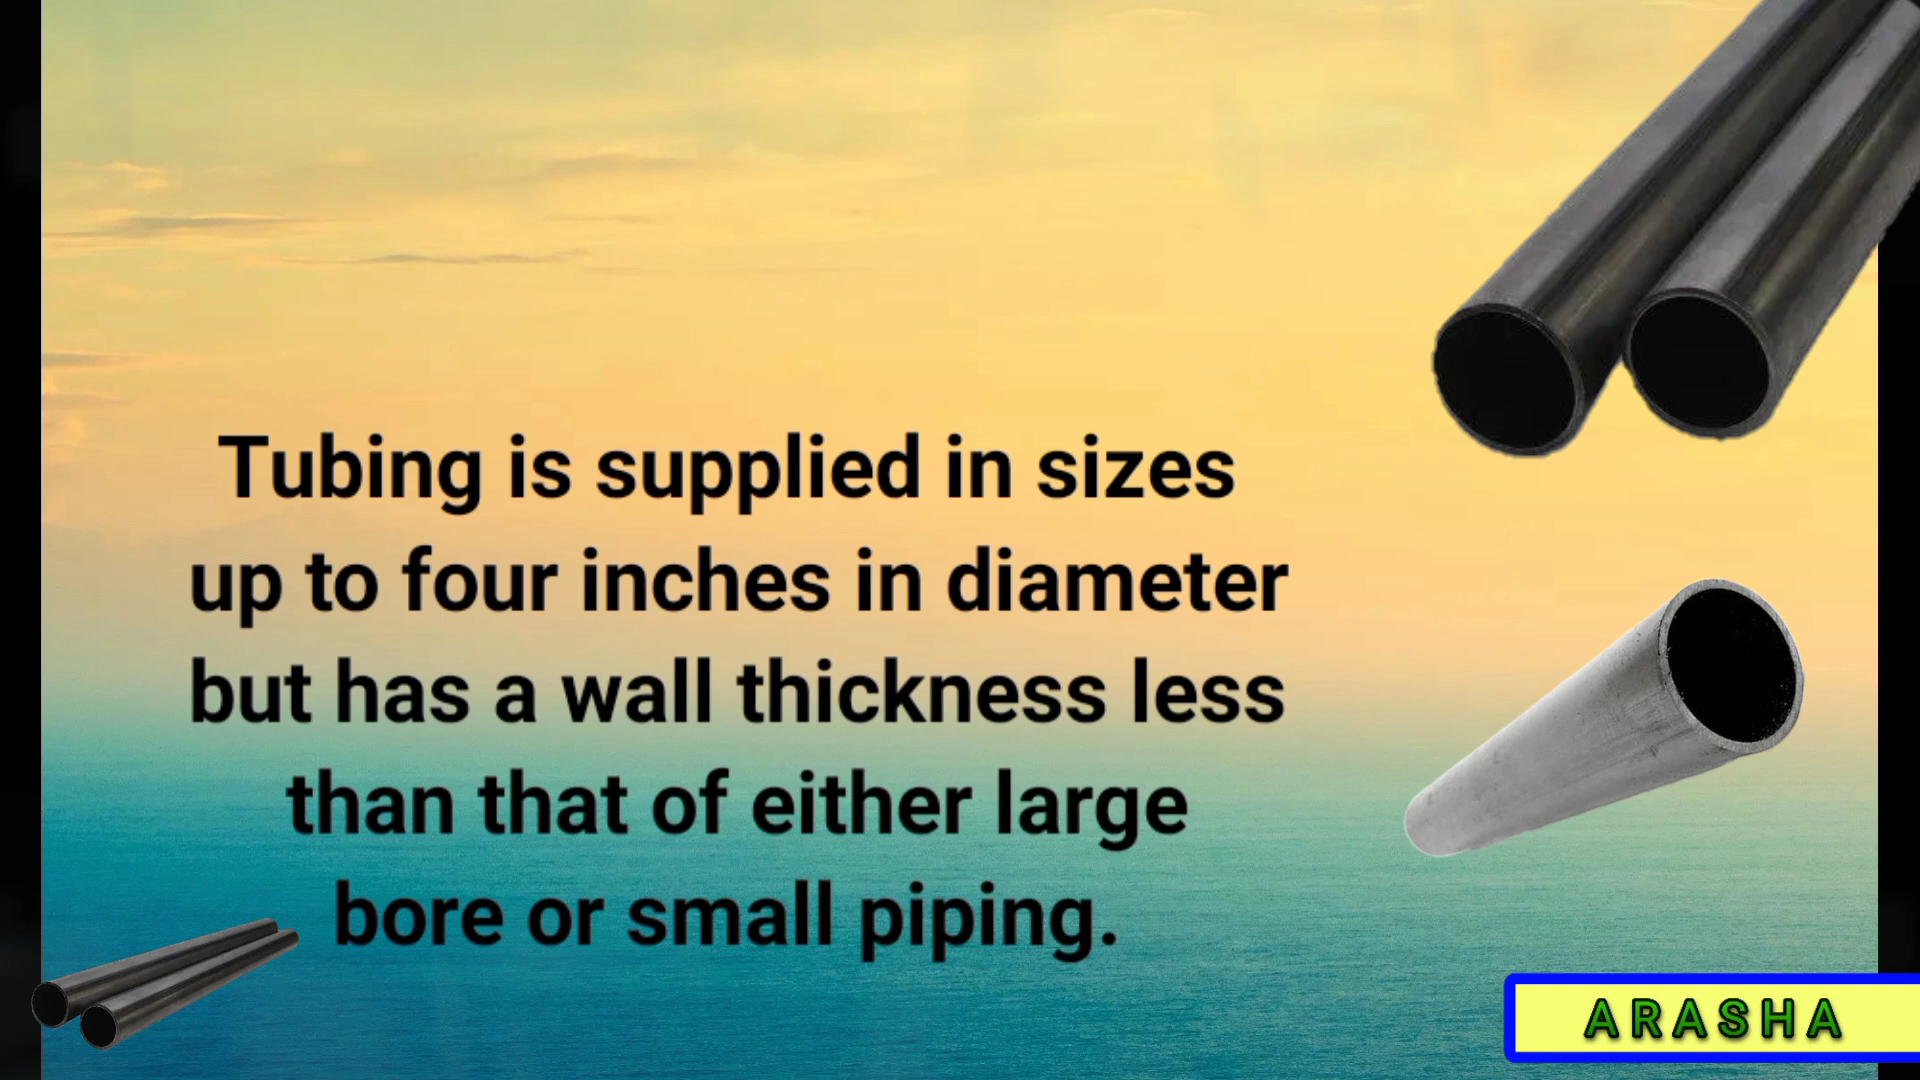 Tubing is supplied in sizes
up to four inches in diameter
but has a wall thickness less
than that of either large
bore or small piping.
ARASHA